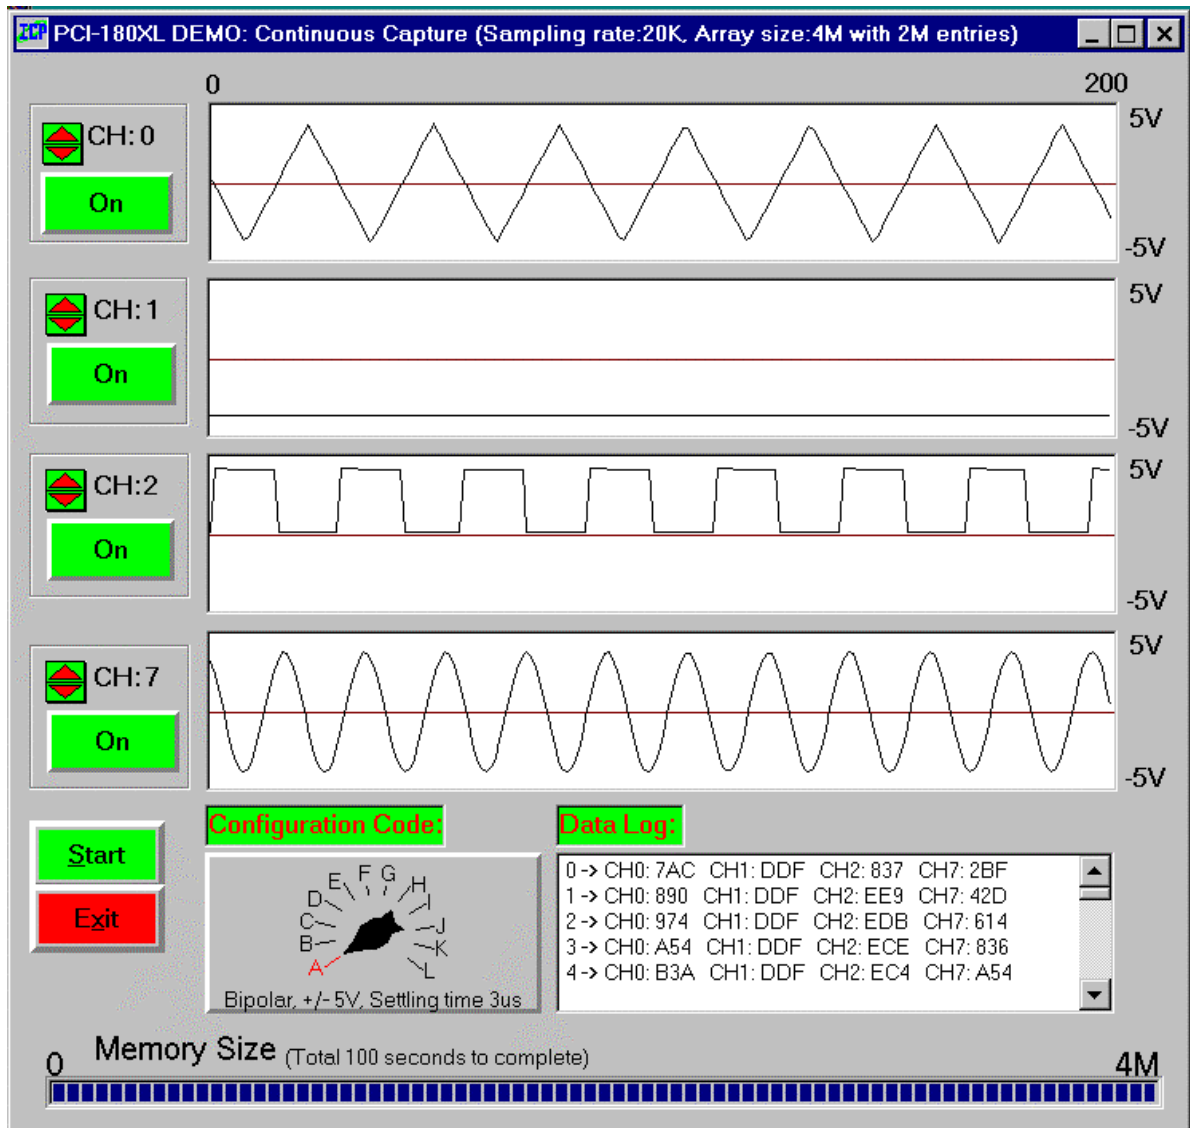 ICP PCI-180XL DEMO: Continuous Capture (Sampling rate:20K, Array size:4M with 2M entries)
0 200
CH: 0
On
5V
-5V
CH: 1
On
5V
-5V
CH:2
On
5V
-5V
CH: 7
On
5V
-5V
Start
Exit
Configuration Code:
A B C D E F G H I J K L
Bipolar, +/- 5V, Settling time 3us
Data Log:
0 -> CH0: 7AC CH1: DDF CH2: 837 CH7: 2BF
1 -> CH0: 890 CH1: DDF CH2: EE9 CH7: 42D
2 -> CH0: 974 CH1: DDF CH2: EDB CH7: 614
3 -> CH0: A54 CH1: DDF CH2: ECE CH7: 836
4 -> CH0: B3A CH1: DDF CH2: EC4 CH7: A54
0 Memory Size (Total 100 seconds to complete) 4M